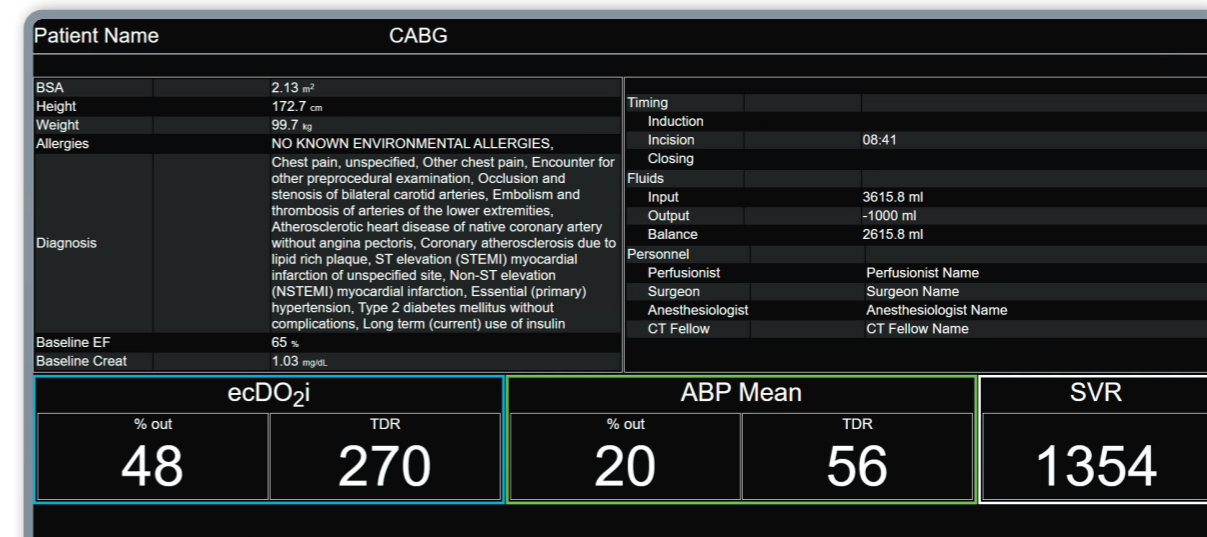 Patient Name CABG
BSA 2.13 m²
Height 172.7 cm
Weight 99.7 kg
Allergies NO KNOWN ENVIRONMENTAL ALLERGIES,
Diagnosis
Chest pain, unspecified, Other chest pain, Encounter for
other preprocedural examination, Occlusion and
stenosis of bilateral carotid arteries, Embolism and
thrombosis of arteries of the lower extremities,
Atherosclerotic heart disease of native coronary artery
without angina pectoris, Coronary atherosclerosis due to
lipid rich plaque, ST elevation (STEMI) myocardial
infarction of unspecified site, Non-ST elevation
(NSTEMI) myocardial infarction, Essential (primary)
hypertension, Type 2 diabetes mellitus without
complications, Long term (current) use of insulin
Baseline EF 65 %
Baseline Creat 1.03 mg/dL
Timing
Induction
Incision 08:41
Closing
Fluids
Input 3615.8 ml
Output -1000 ml
Balance 2615.8 ml
Personnel
Perfusionist Perfusionist Name
Surgeon Surgeon Name
Anesthesiologist Anesthesiologist Name
CT Fellow CT Fellow Name
ecDO₂i
% out TDR
48 270
ABP Mean
% out TDR
20 56
SVR
1354